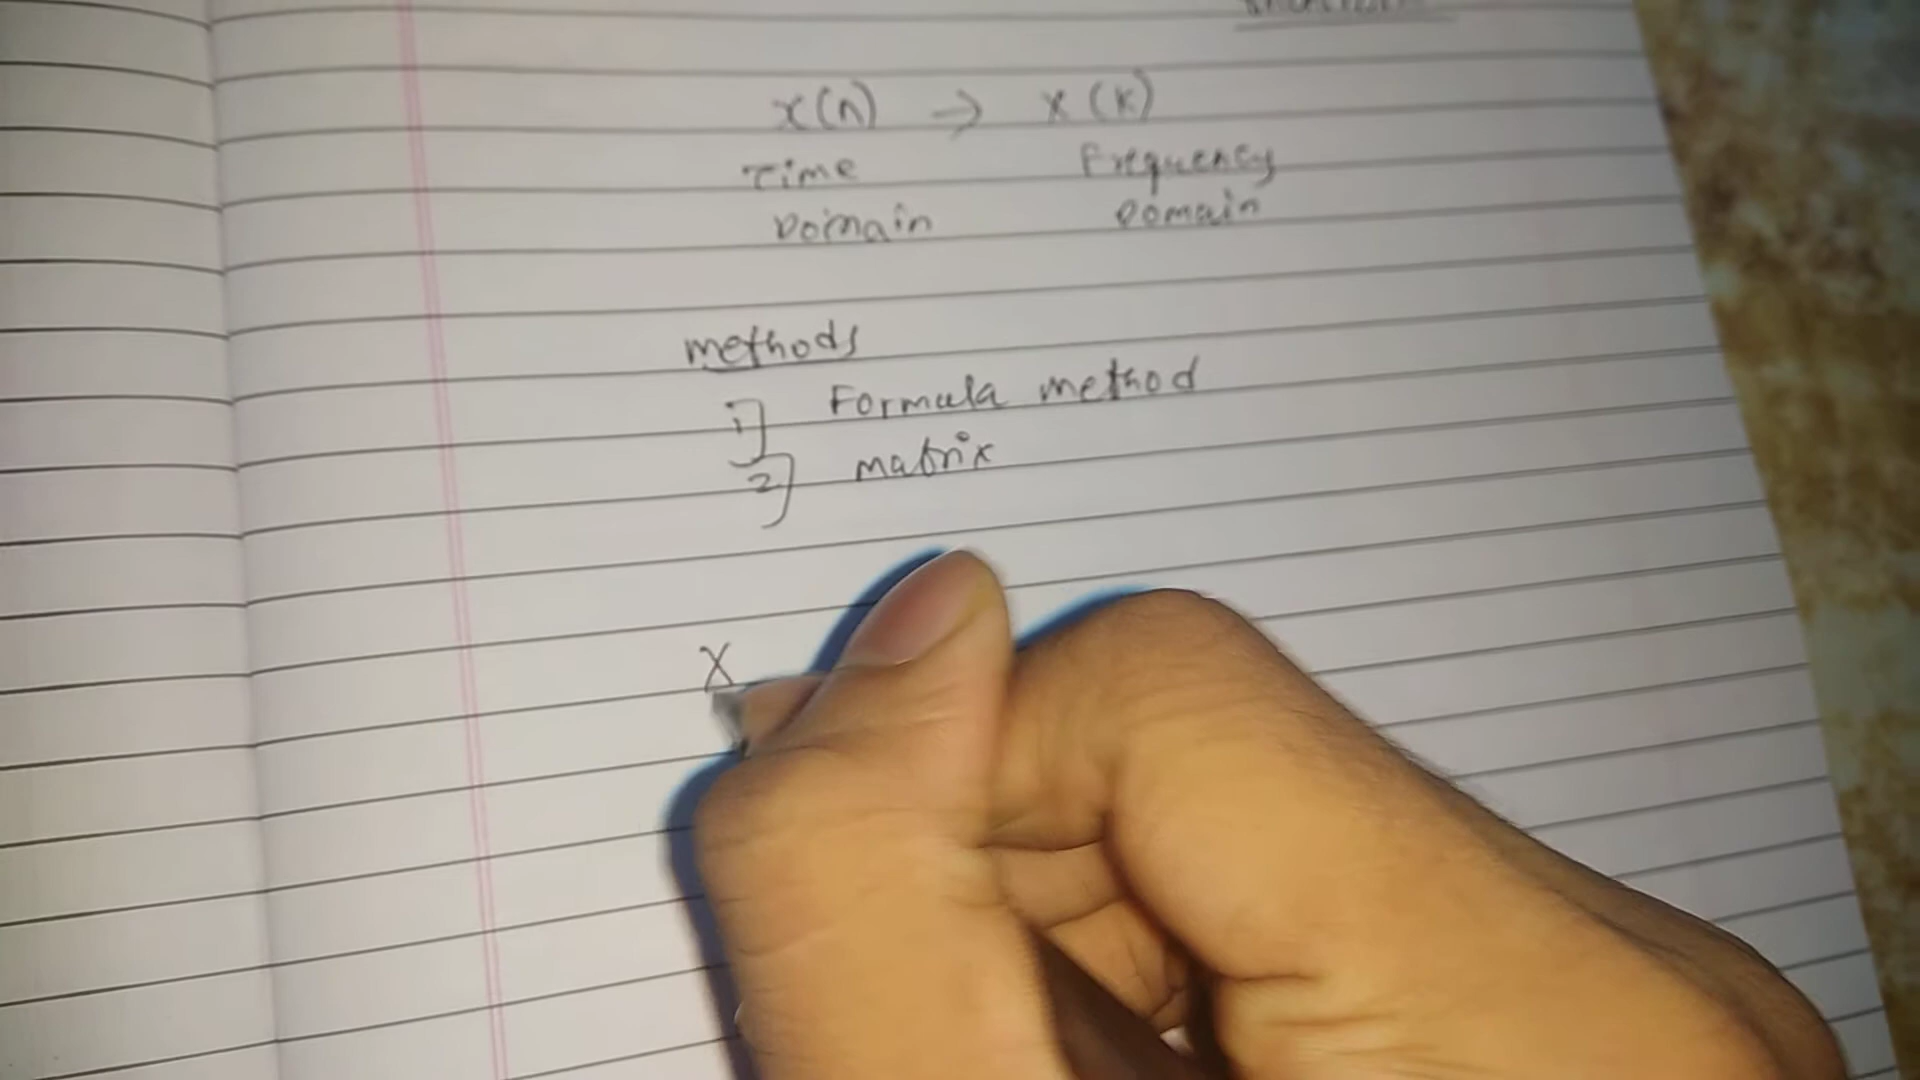 x(n) → X(k)
Time Frequency
Domain Domain
methods
1] Formula method
2] matrix
X